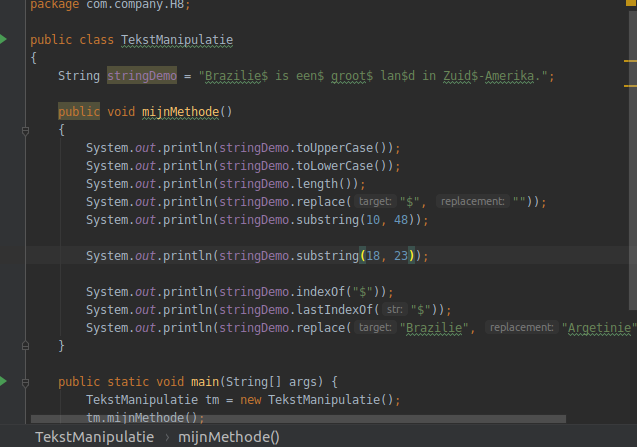 package com.company.H8;
public class TekstManipulatie
{
String stringDemo = "Brazilie$ is een$ groot$ lan$d in Zuid$-Amerika.";
public void mijnMethode()
{
System.out.println(stringDemo.toUpperCase());
System.out.println(stringDemo.toLowerCase());
System.out.println(stringDemo.length());
System.out.println(stringDemo.replace( target: "$", replacement: ""));
System.out.println(stringDemo.substring(10, 48));
System.out.println(stringDemo.substring(18, 23));
System.out.println(stringDemo.indexOf("$"));
System.out.println(stringDemo.lastIndexOf( str: "$"));
System.out.println(stringDemo.replace( target: "Brazilie", replacement: "Argetinie"
}
public static void main(String[] args) {
TekstManipulatie tm = new TekstManipulatie();
tm.mijnMethode();
TekstManipulatie › mijnMethode()